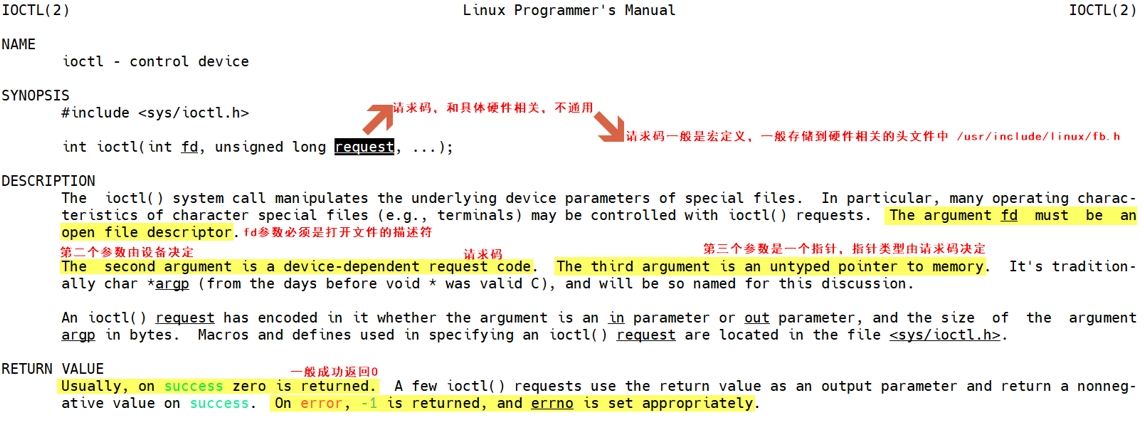 IOCTL(2) Linux Programmer's Manual IOCTL(2)
NAME
ioctl - control device
SYNOPSIS
#include <sys/ioctl.h>
请求码，和具体硬件相关，不通用
请求码一般是宏定义，一般存储到硬件相关的头文件中 /usr/include/linux/fb.h
int ioctl(int fd, unsigned long request, ...);
DESCRIPTION
The ioctl() system call manipulates the underlying device parameters of special files. In particular, many operating charac-
teristics of character special files (e.g., terminals) may be controlled with ioctl() requests. The argument fd must be an
open file descriptor. fd参数必须是打开文件的描述符
第二个参数由设备决定 请求码 第三个参数是一个指针，指针类型由请求码决定
The second argument is a device-dependent request code. The third argument is an untyped pointer to memory. It's tradition-
ally char *argp (from the days before void * was valid C), and will be so named for this discussion.
An ioctl() request has encoded in it whether the argument is an in parameter or out parameter, and the size of the argument
argp in bytes. Macros and defines used in specifying an ioctl() request are located in the file <sys/ioctl.h>.
RETURN VALUE 一般成功返回0
Usually, on success zero is returned. A few ioctl() requests use the return value as an output parameter and return a nonneg-
ative value on success. On error, -1 is returned, and errno is set appropriately.